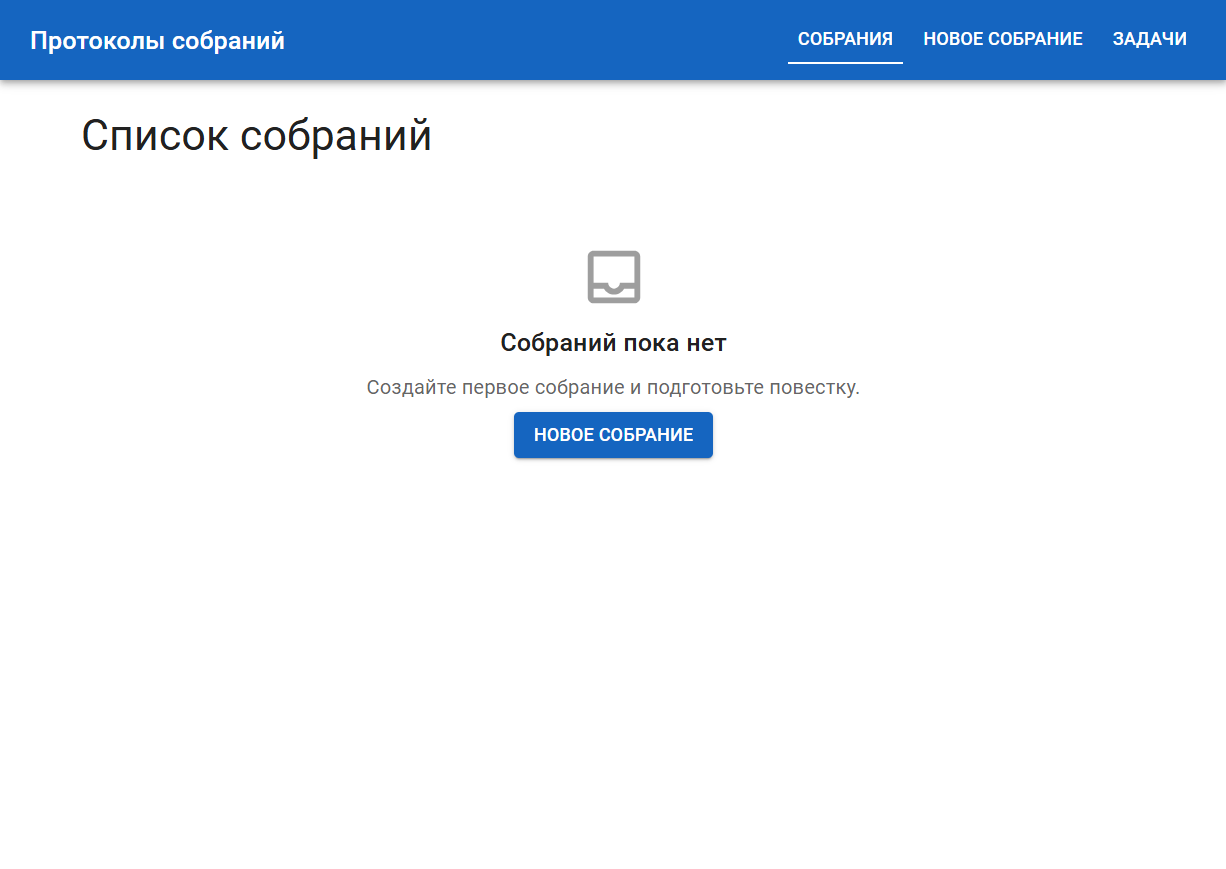 Протоколы собраний
СОБРАНИЯ
НОВОЕ СОБРАНИЕ
ЗАДАЧИ
Список собраний
Собраний пока нет
Создайте первое собрание и подготовьте повестку.
НОВОЕ СОБРАНИЕ